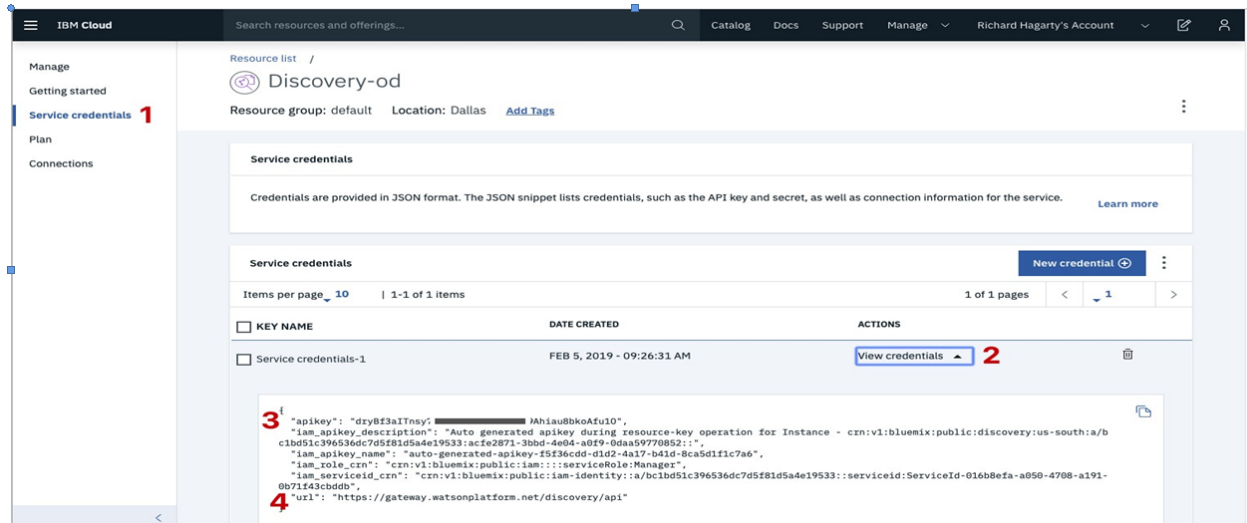 IBM Cloud
Search resources and offerings...
Catalog Docs Support Manage Richard Hagarty's Account
Manage
Getting started
Service credentials 1
Plan
Connections
Resource list /
Discovery-od
Resource group: default Location: Dallas Add Tags
Service credentials
Credentials are provided in JSON format. The JSON snippet lists credentials, such as the API key and secret, as well as connection information for the service.
Learn more
Service credentials
New credential
Items per page 10 | 1-1 of 1 items
1 of 1 pages < 1 >
KEY NAME DATE CREATED ACTIONS
Service credentials-1 FEB 5, 2019 - 09:26:31 AM View credentials 2
{
3 "apikey": "dryBf3aITnsy Ahiau8bkoAfu1O",
"iam_apikey_description": "Auto generated apikey during resource-key operation for Instance - crn:v1:bluemix:public:discovery:us-south:a/b
c1bd51c396536dc7d5f81d5a4e19533:acfe2871-3bbd-4e04-a0f9-0daa59770852::",
"iam_apikey_name": "auto-generated-apikey-f5f36cdd-d1d2-4a17-b41d-8ca5d1f1c7a6",
"iam_role_crn": "crn:v1:bluemix:public:iam::::serviceRole:Manager",
"iam_serviceid_crn": "crn:v1:bluemix:public:iam-identity::a/bc1bd51c396536dc7d5f81d5a4e19533::serviceid:ServiceId-016b8efa-a050-4708-a191-
0b71f43cbddb",
4 "url": "https://gateway.watsonplatform.net/discovery/api"
<